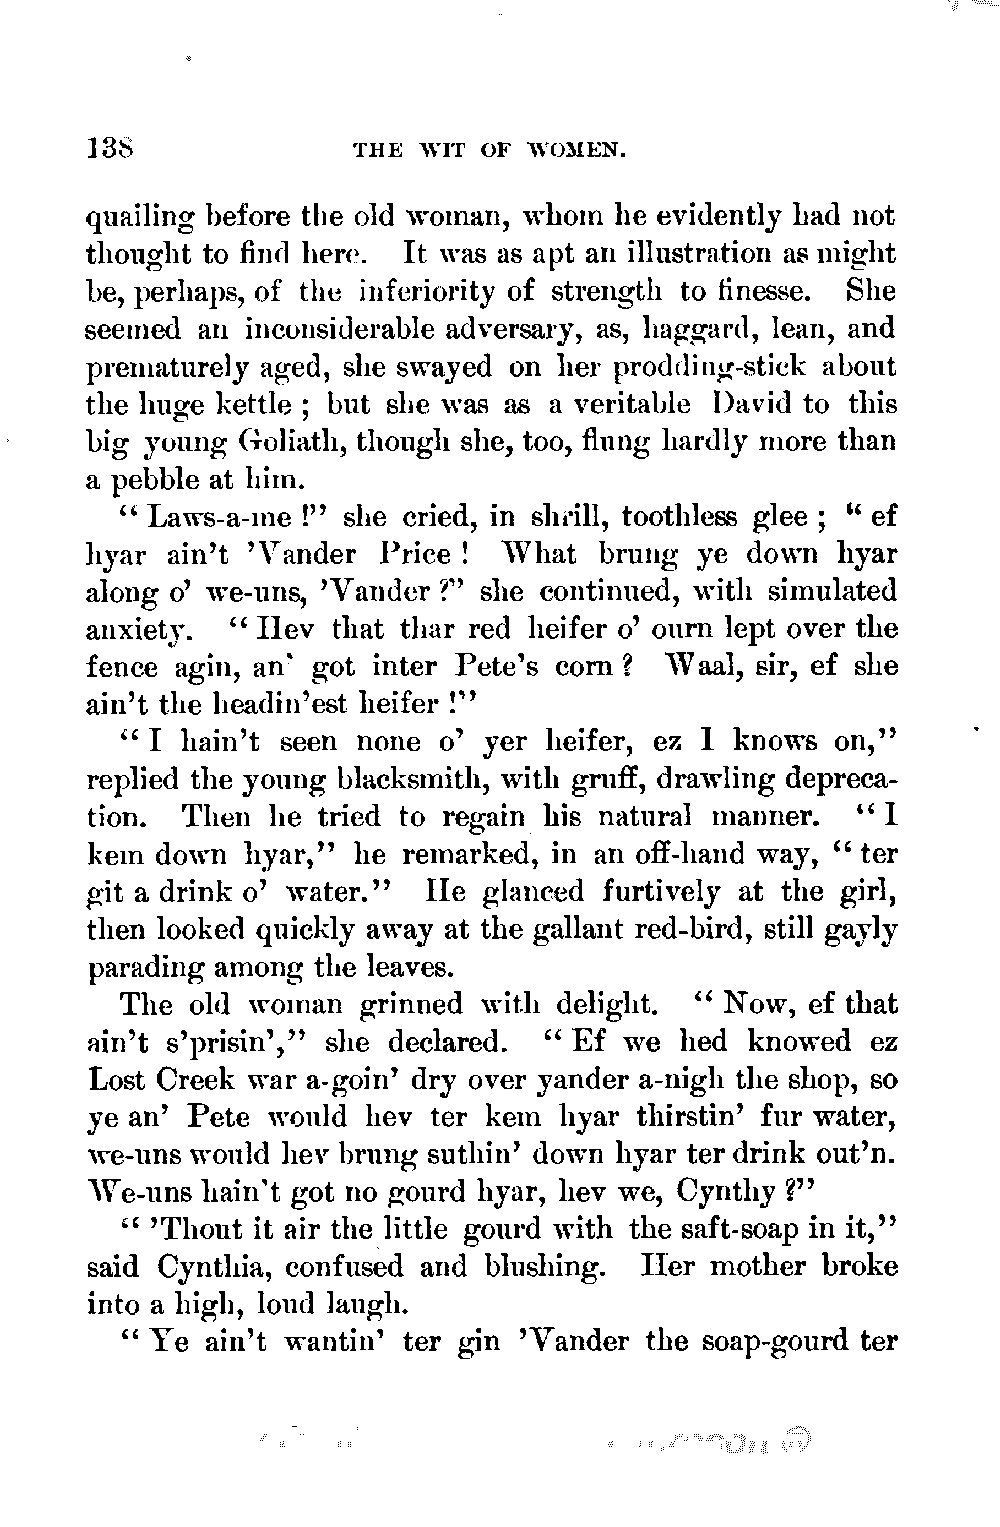 138 THE WIT OF WOMEN.
quailing before the old woman, whom he evidently had not
thought to find here. It was as apt an illustration as might
be, perhaps, of the inferiority of strength to finesse. She
seemed an inconsiderable adversary, as, haggard, lean, and
prematurely aged, she swayed on her prodding-stick about
the huge kettle ; but she was as a veritable David to this
big young Goliath, though she, too, flung hardly more than
a pebble at him.
“ Laws-a-me !” she cried, in shrill, toothless glee ; “ ef
hyar ain’t ’Vander Price ! What brung ye down hyar
along o’ we-uns, ’Vander ?” she continued, with simulated
anxiety. “ Hev that thar red heifer o’ ourn lept over the
fence agin, an’ got inter Pete’s corn ? Waal, sir, ef she
ain’t the headin’est heifer !”
“ I hain’t seen none o’ yer heifer, ez I knows on,”
replied the young blacksmith, with gruff, drawling depreca-
tion. Then he tried to regain his natural manner. “ I
kem down hyar,” he remarked, in an off-hand way, “ ter
git a drink o’ water.” He glanced furtively at the girl,
then looked quickly away at the gallant red-bird, still gayly
parading among the leaves.
The old woman grinned with delight. “ Now, ef that
ain’t s’prisin’,” she declared. “ Ef we hed knowed ez
Lost Creek war a-goin’ dry over yander a-nigh the shop, so
ye an’ Pete would hev ter kem hyar thirstin’ fur water,
we-uns would hev brung suthin’ down hyar ter drink out’n.
We-uns hain’t got no gourd hyar, hev we, Cynthy ?”
“ ’Thout it air the little gourd with the saft-soap in it,”
said Cynthia, confused and blushing. Her mother broke
into a high, loud laugh.
“ Ye ain’t wantin’ ter gin ’Vander the soap-gourd ter